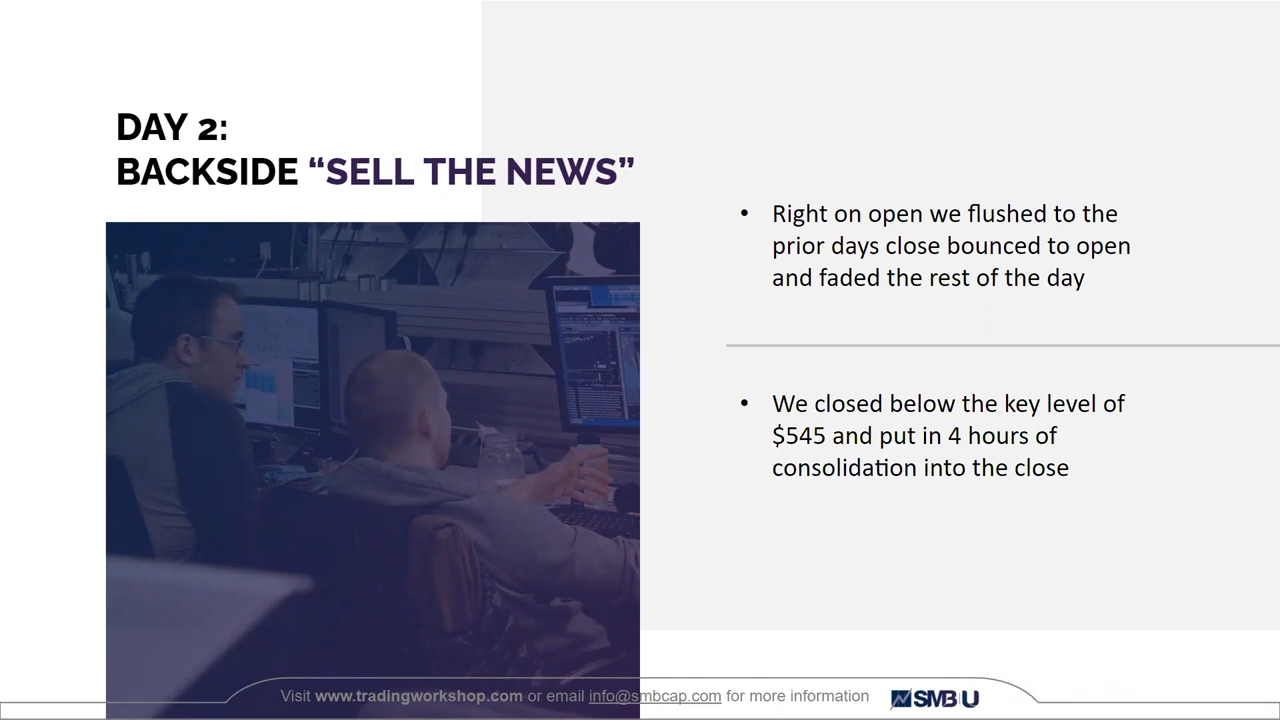 DAY 2:
BACKSIDE “SELL THE NEWS”
• Right on open we flushed to the
prior days close bounced to open
and faded the rest of the day
• We closed below the key level of
$545 and put in 4 hours of
consolidation into the close
Visit www.tradingworkshop.com or email info@smbcap.com for more information
SMB U